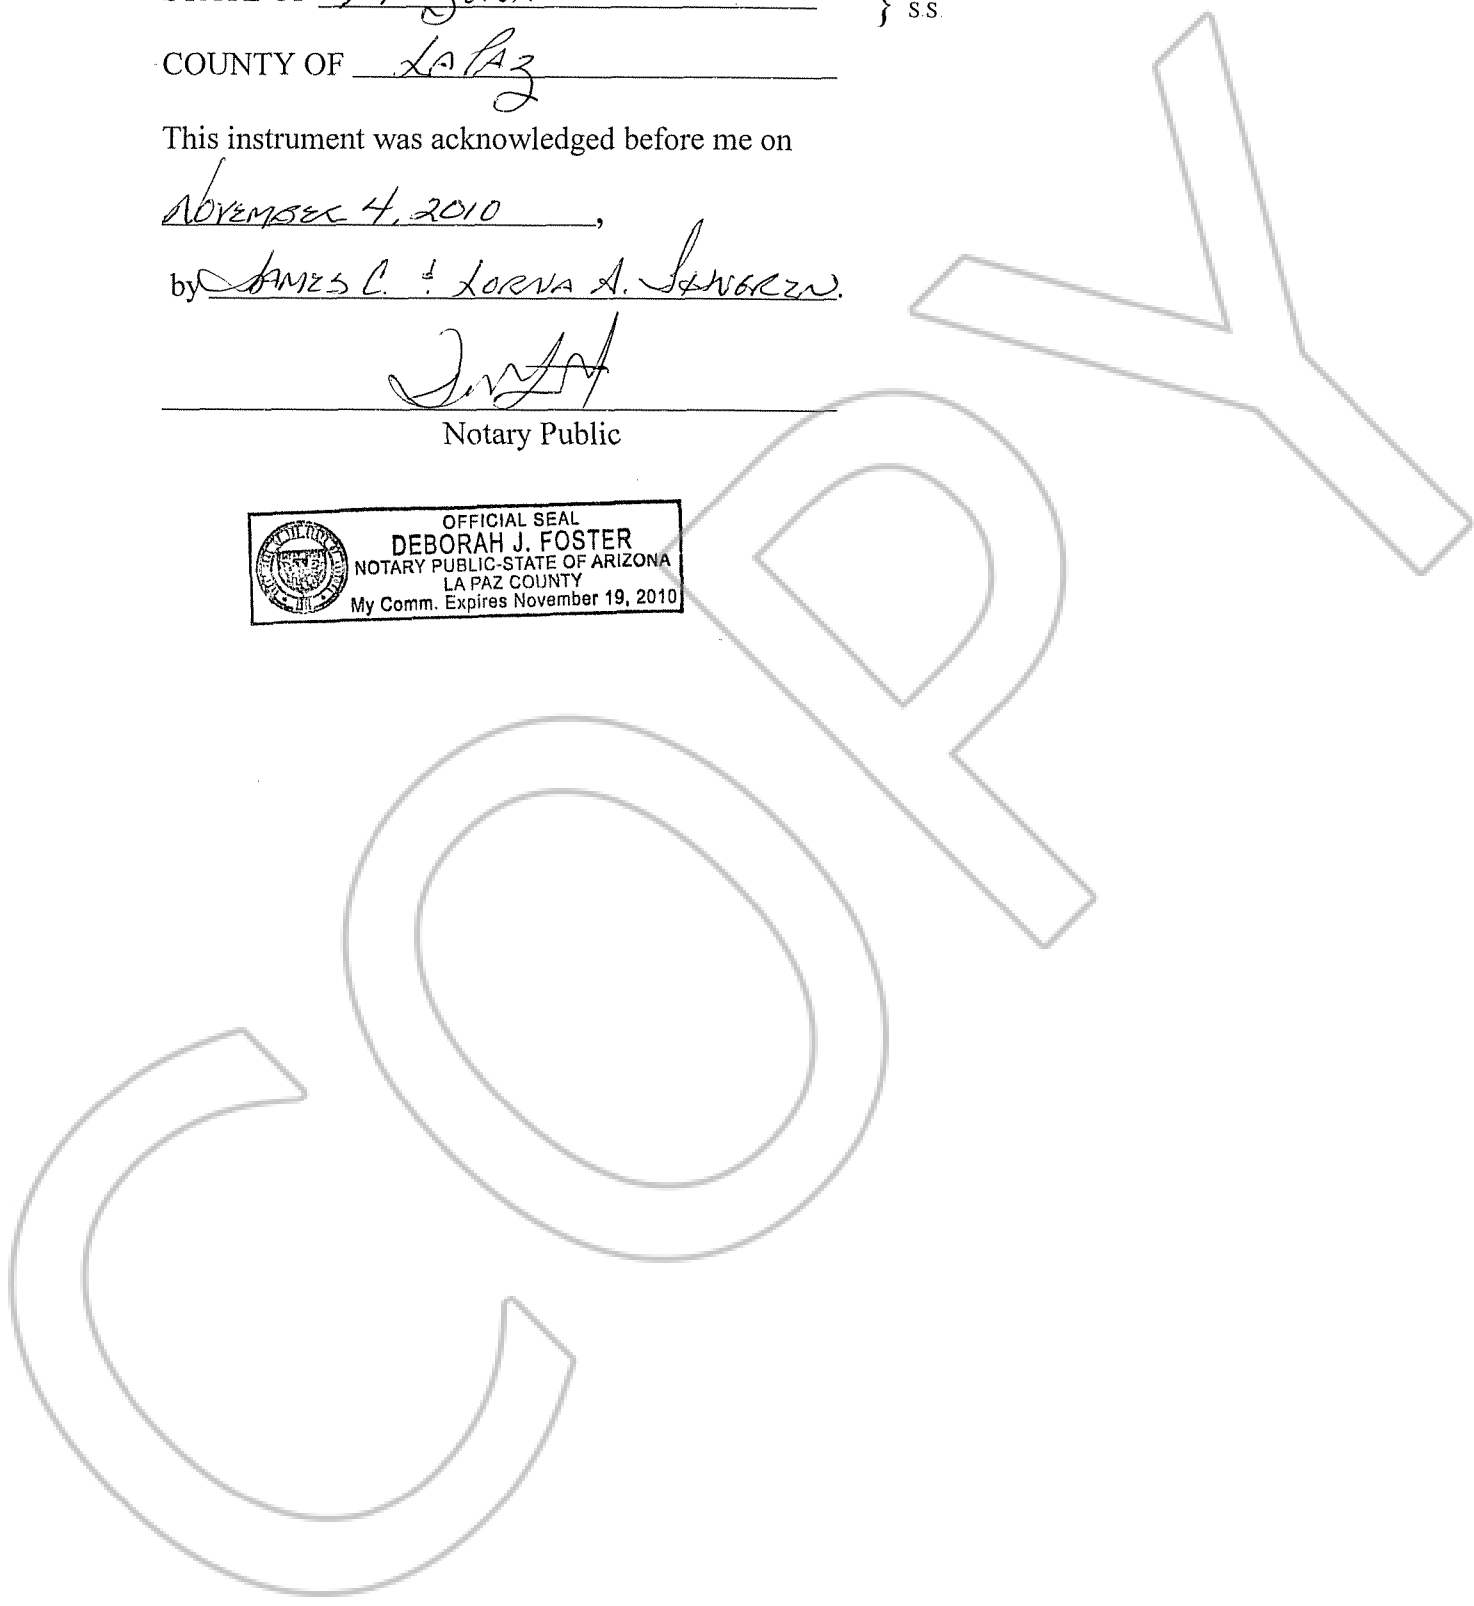 s.s.
COUNTY OF La Paz
This instrument was acknowledged before me on
November 4, 2010,
by James C. & Lorna A.
Notary Public
OFFICIAL SEAL
DEBORAH J. FOSTER
NOTARY PUBLIC-STATE OF ARIZONA
LA PAZ COUNTY
My Comm. Expires November 19, 2010
COPY